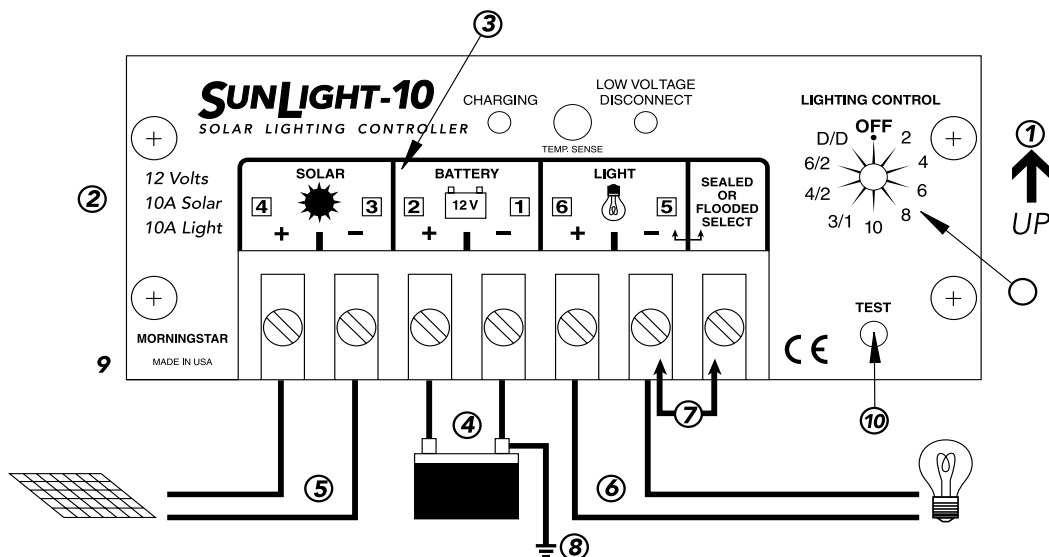 3
SUNLIGHT-10
SOLAR LIGHTING CONTROLLER
CHARGING
TEMP. SENSE
LOW VOLTAGE
DISCONNECT
LIGHTING CONTROL
OFF
D/D
2
6/2
4
4/2
6
3/1
10
8
1
UP
2
12 Volts
10A Solar
10A Light
SOLAR
4
3
+
−
BATTERY
12 V
2
1
+
−
LIGHT
6
5
+
−
SEALED
OR
FLOODED
SELECT
MORNINGSTAR
MADE IN USA
9
CE
TEST
10
4
7
5
6
8